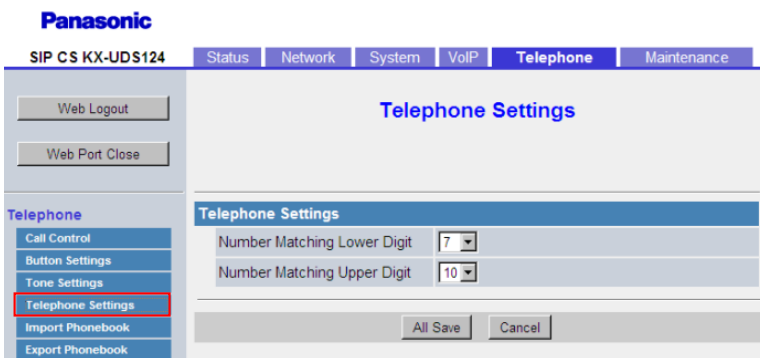 Panasonic
SIP CS KX-UDS124
Status Network System VoIP Telephone Maintenance
Web Logout
Web Port Close
Telephone Settings
Telephone
Call Control
Button Settings
Tone Settings
Telephone Settings
Import Phonebook
Export Phonebook
Telephone Settings
Number Matching Lower Digit 7
Number Matching Upper Digit 10
All Save Cancel